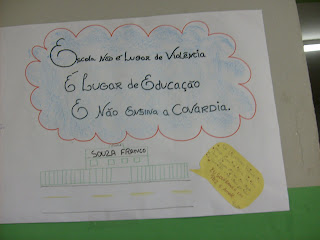 Escola Não é Lugar de Violência
É Lugar de Educação
E Não ensina a Covardia.
SOUZA FRANCO